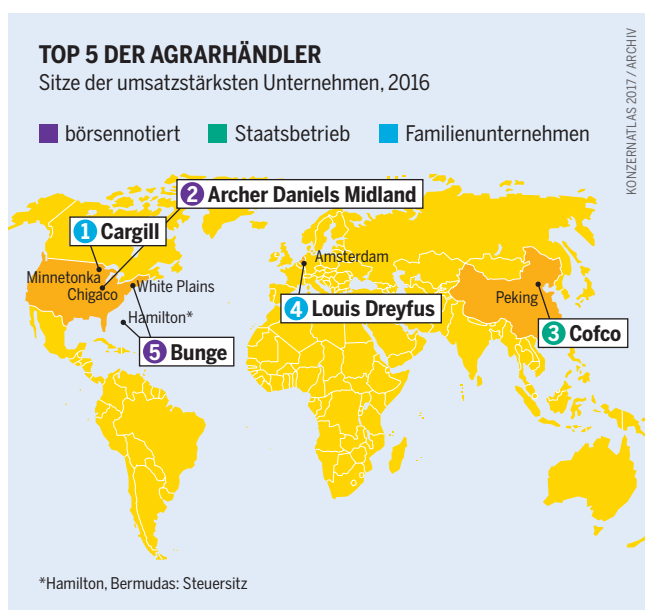 TOP 5 DER AGRARHÄNDLER
Sitze der umsatzstärksten Unternehmen, 2016
börsennotiert
Staatsbetrieb
Familienunternehmen
KONZERNATLAS 2017 / ARCHIV
2 Archer Daniels Midland
1 Cargill
Minnetonka
Chigaco
White Plains
Hamilton*
5 Bunge
Amsterdam
4 Louis Dreyfus
Peking
3 Cofco
*Hamilton, Bermudas: Steuersitz